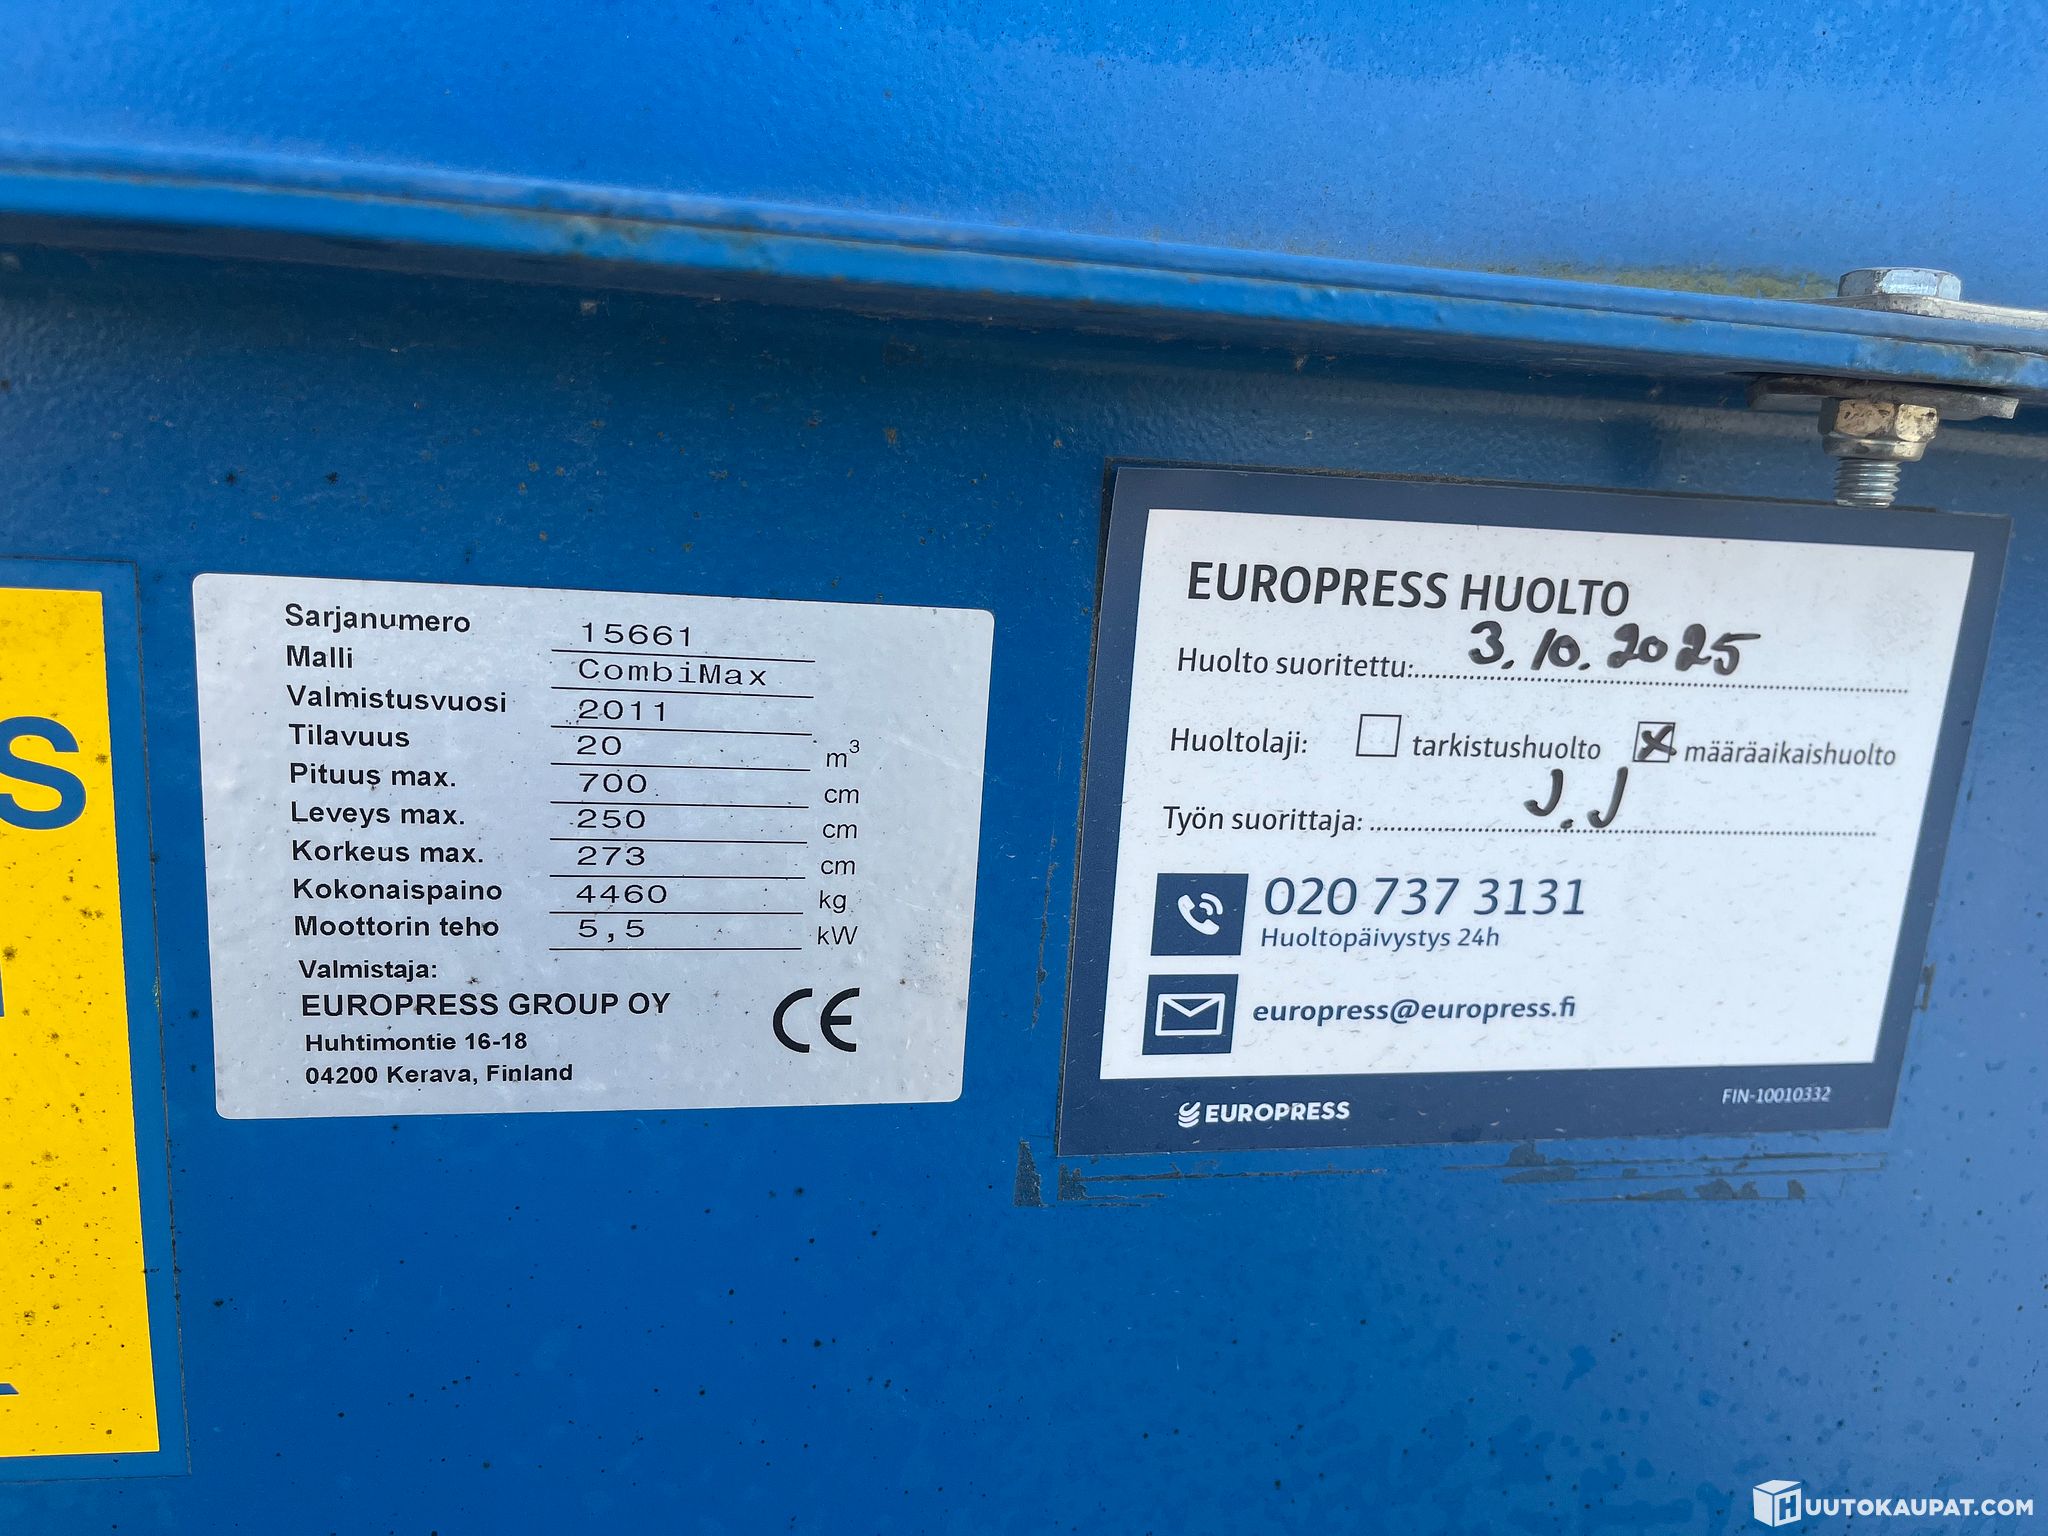 S
Sarjanumero 15661
Malli CombiMax
Valmistusvuosi 2011
Tilavuus 20 m³
Pituus max. 700 cm
Leveys max. 250 cm
Korkeus max. 273 cm
Kokonaispaino 4460 kg
Moottorin teho 5,5 kW
Valmistaja:
EUROPRESS GROUP OY
Huhtimontie 16-18
04200 Kerava, Finland
CE
EUROPRESS HUOLTO
Huolto suoritettu: 3.10.2025
Huoltolaji: tarkistushuolto määräaikaishuolto
Työn suorittaja: J.J
020 737 3131
Huoltopäivystys 24h
europress@europress.fi
EUROPRESS
FIN-10010332
HUUTOKAUPAT.COM